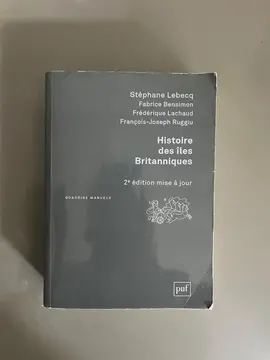 Stéphane Lebecq
Fabrice Bensimon
Frédérique Lachaud
François-Joseph Ruggiu
Histoire
des îles
Britanniques
2e édition mise à jour
QUADRIGE MANUELS
puf